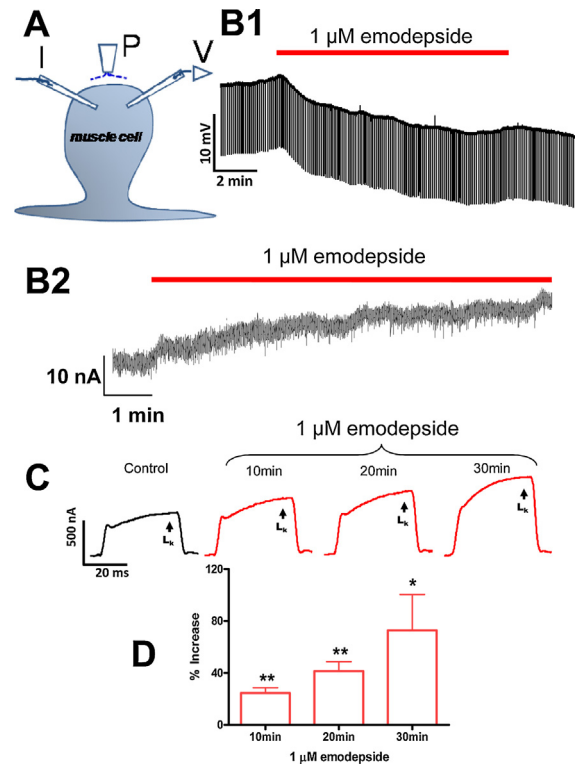 A
I
P
V
muscle cell
B1
1 µM emodepside
10 mV
2 min
B2
1 µM emodepside
10 nA
1 min
1 µM emodepside
C
Control
10min
20min
30min
500 nA
20 ms
Lk
Lk
Lk
Lk
D
% Increase
120
80
40
0
**
**
*
10min
20min
30min
1 µM emodepside